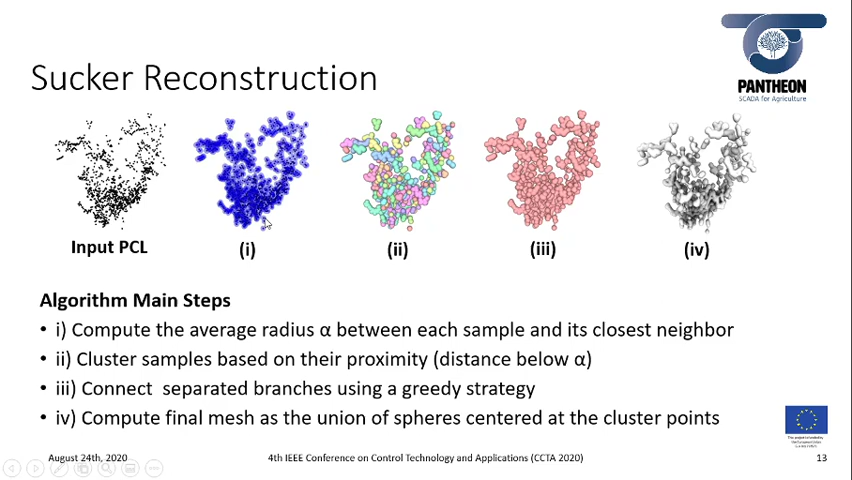 PANTHEON
SCADA for Agriculture
Sucker Reconstruction
Input PCL
(i)
(ii)
(iii)
(iv)
Algorithm Main Steps
• i) Compute the average radius α between each sample and its closest neighbor
• ii) Cluster samples based on their proximity (distance below α)
• iii) Connect separated branches using a greedy strategy
• iv) Compute final mesh as the union of spheres centered at the cluster points
August 24th, 2020
4th IEEE Conference on Control Technology and Applications (CCTA 2020)
13